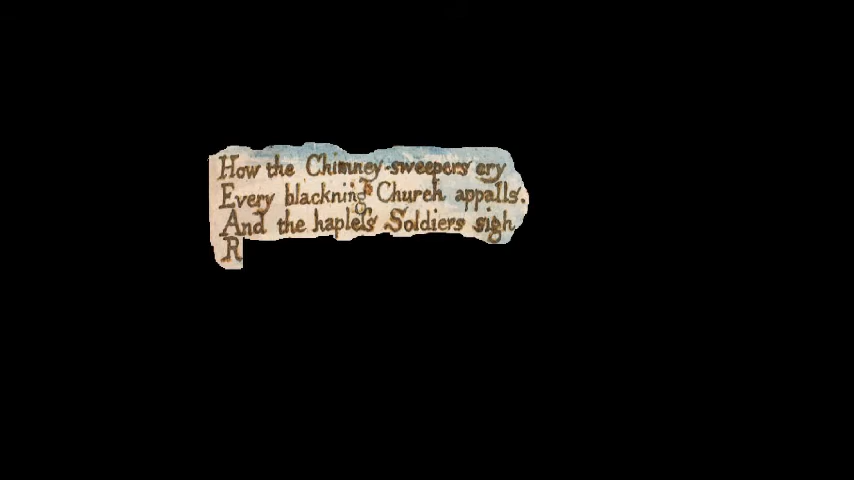 How the Chimney-sweepers cry
Every blackning Church appalls.
And the hapless Soldiers sigh
R